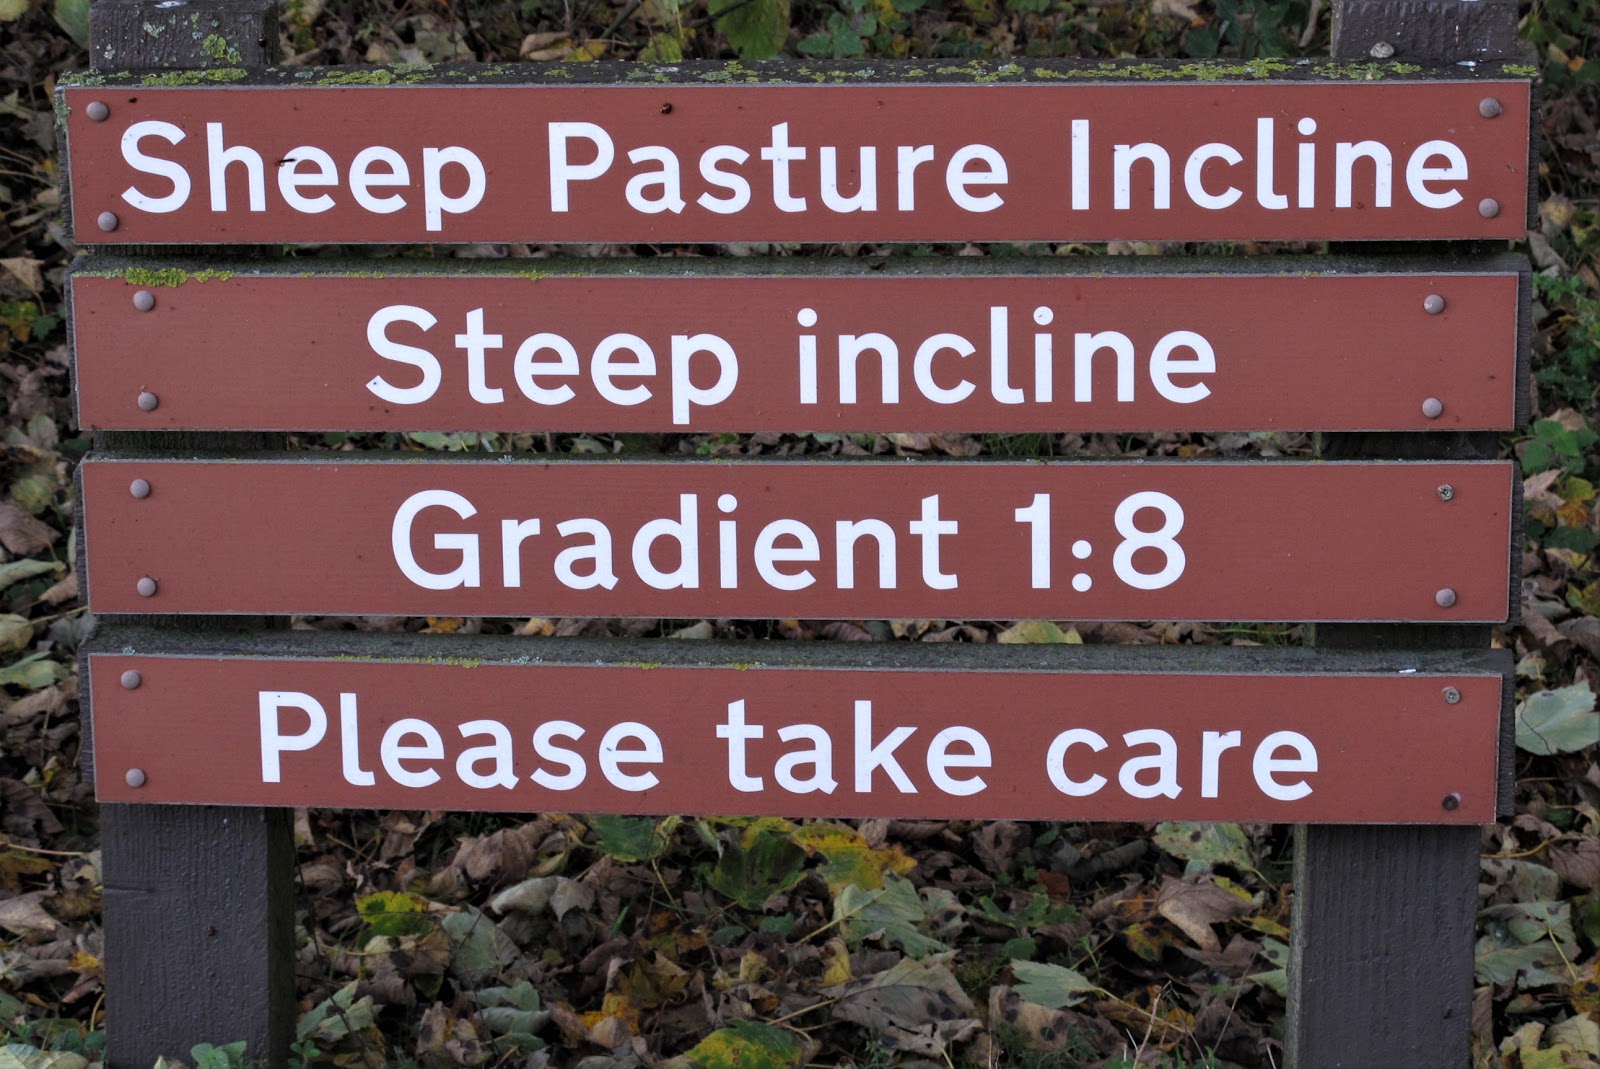 Sheep Pasture Incline
Steep incline
Gradient 1:8
Please take care